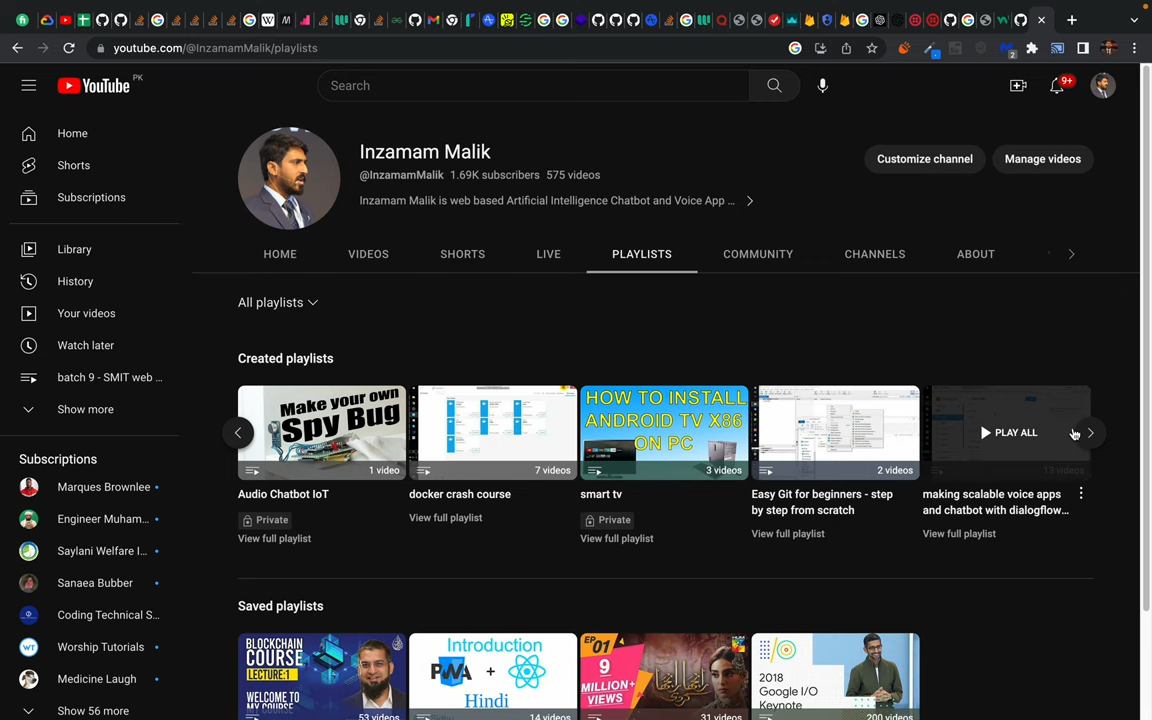 youtube.com/@InzamamMalik/playlists
2
YouTube PK
Search
9+
Home
Shorts
Subscriptions
Library
History
Your videos
Watch later
batch 9 - SMIT web ...
Show more
Subscriptions
Marques Brownlee
Engineer Muham...
Saylani Welfare I...
Sanaea Bubber
Coding Technical S...
Worship Tutorials
Medicine Laugh
Show 56 more
Inzamam Malik
@InzamamMalik 1.69K subscribers 575 videos
Inzamam Malik is web based Artificial Intelligence Chatbot and Voice App ...
Customize channel
Manage videos
HOME VIDEOS SHORTS LIVE PLAYLISTS COMMUNITY CHANNELS ABOUT
All playlists
Created playlists
Make your own
Spy Bug
1 video
Audio Chatbot IoT
Private
View full playlist
7 videos
docker crash course
View full playlist
HOW TO INSTALL
ANDROID TV X86
ON PC
3 videos
smart tv
Private
View full playlist
2 videos
Easy Git for beginners - step
by step from scratch
View full playlist
PLAY ALL
13 videos
making scalable voice apps
and chatbot with dialogflow...
View full playlist
Saved playlists
BLOCKCHAIN
COURSE LECTURE:1
WELCOME TO
MY COURSE
53 videos
Introduction
PWA +
Hindi
14 videos
EP 01
9
MILLION+
VIEWS
31 videos
2018
Google I/O
Keynote
200 videos